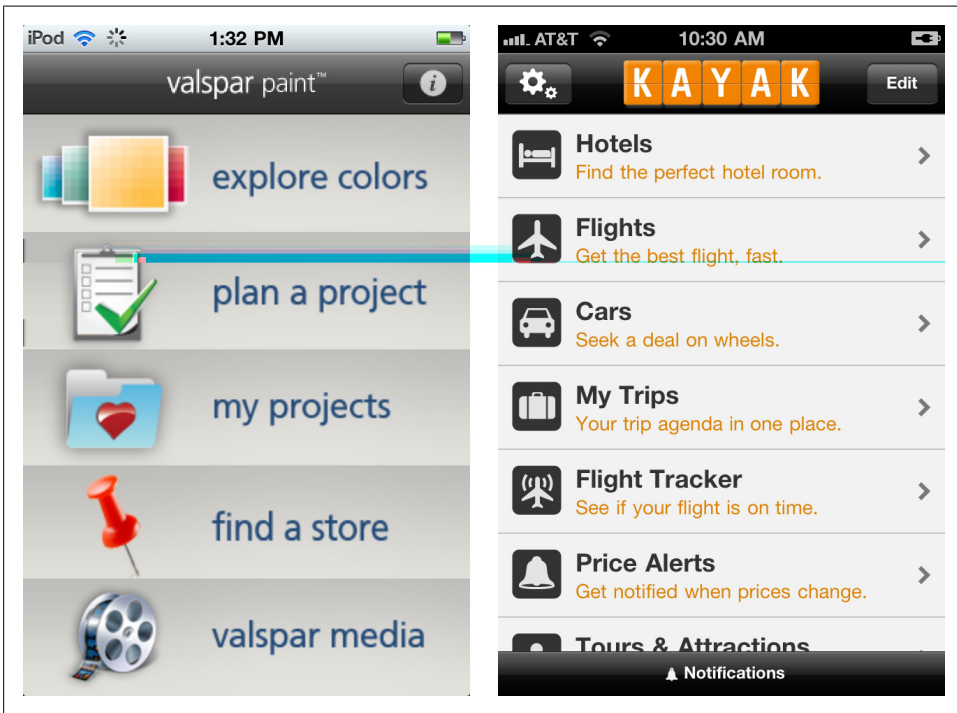 iPod 1:32 PM
valspar paint™
explore colors
plan a project
my projects
find a store
valspar media
AT&T 10:30 AM
KAYAK Edit
Hotels
Find the perfect hotel room.
Flights
Get the best flight, fast.
Cars
Seek a deal on wheels.
My Trips
Your trip agenda in one place.
Flight Tracker
See if your flight is on time.
Price Alerts
Get notified when prices change.
Tours & Attractions
Notifications